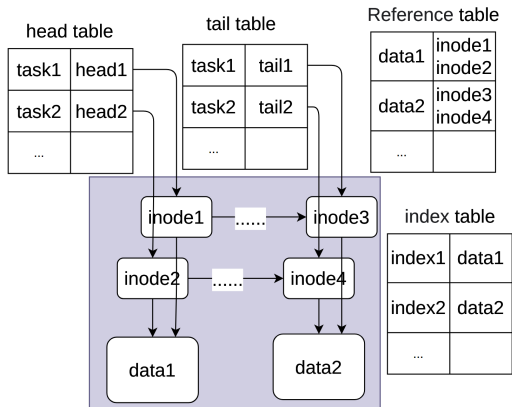 head table
task1 head1
task2 head2
...
tail table
task1 tail1
task2 tail2
...
Reference table
data1 inode1
inode2
data2 inode3
inode4
...
inode1 ...... inode3
inode2 ...... inode4
data1 data2
index table
index1 data1
index2 data2
...